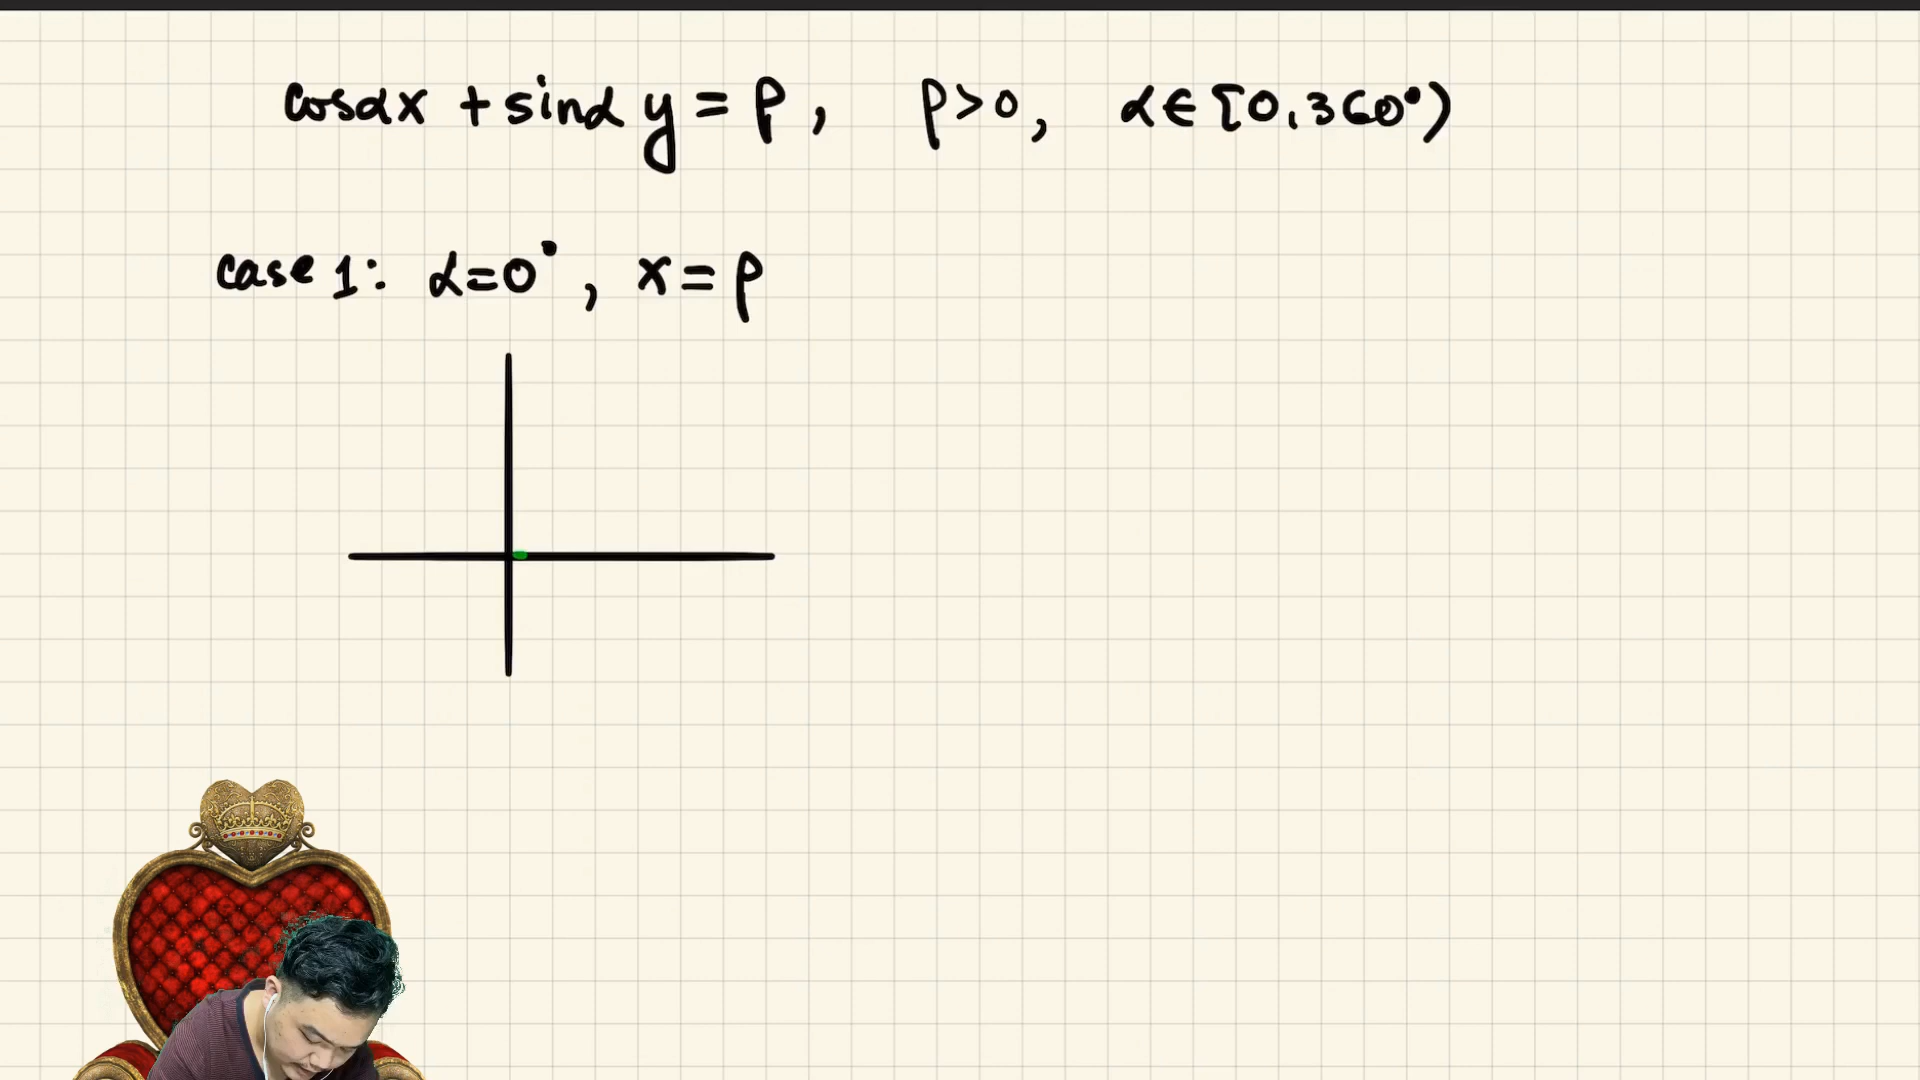 cosαx + sinα y = p, p>0, α∈[0.360°)
case 1: α=0°, x=p